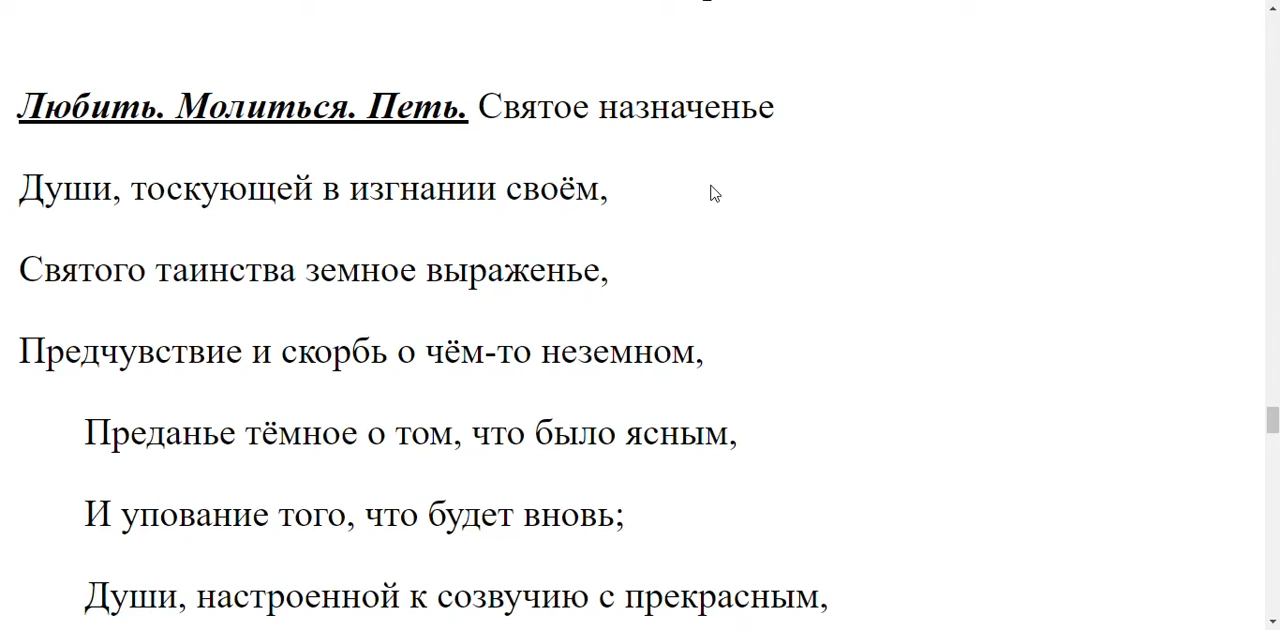 Любить. Молиться. Петь. Святое назначенье
Души, тоскующей в изгнании своём,
Святого таинства земное выраженье,
Предчувствие и скорбь о чём-то неземном,
Преданье тёмное о том, что было ясным,
И упование того, что будет вновь;
Души, настроенной к созвучию с прекрасным,